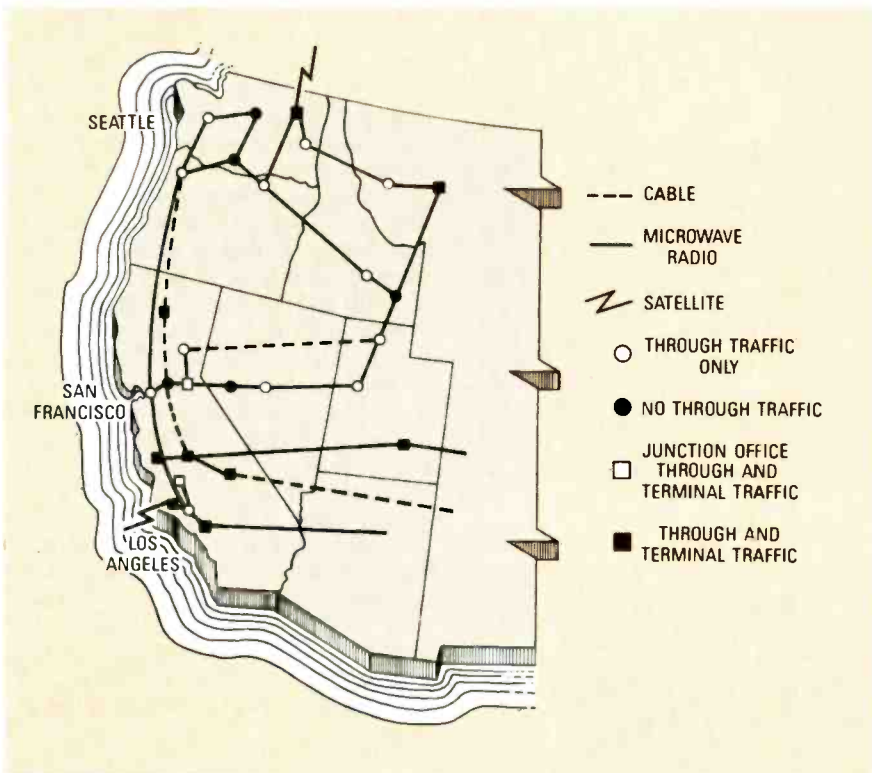 SEATTLE
SAN
FRANCISCO
LOS
ANGELES
CABLE
MICROWAVE
RADIO
SATELLITE
THROUGH TRAFFIC
ONLY
NO THROUGH TRAFFIC
JUNCTION OFFICE
THROUGH AND
TERMINAL TRAFFIC
THROUGH AND
TERMINAL TRAFFIC